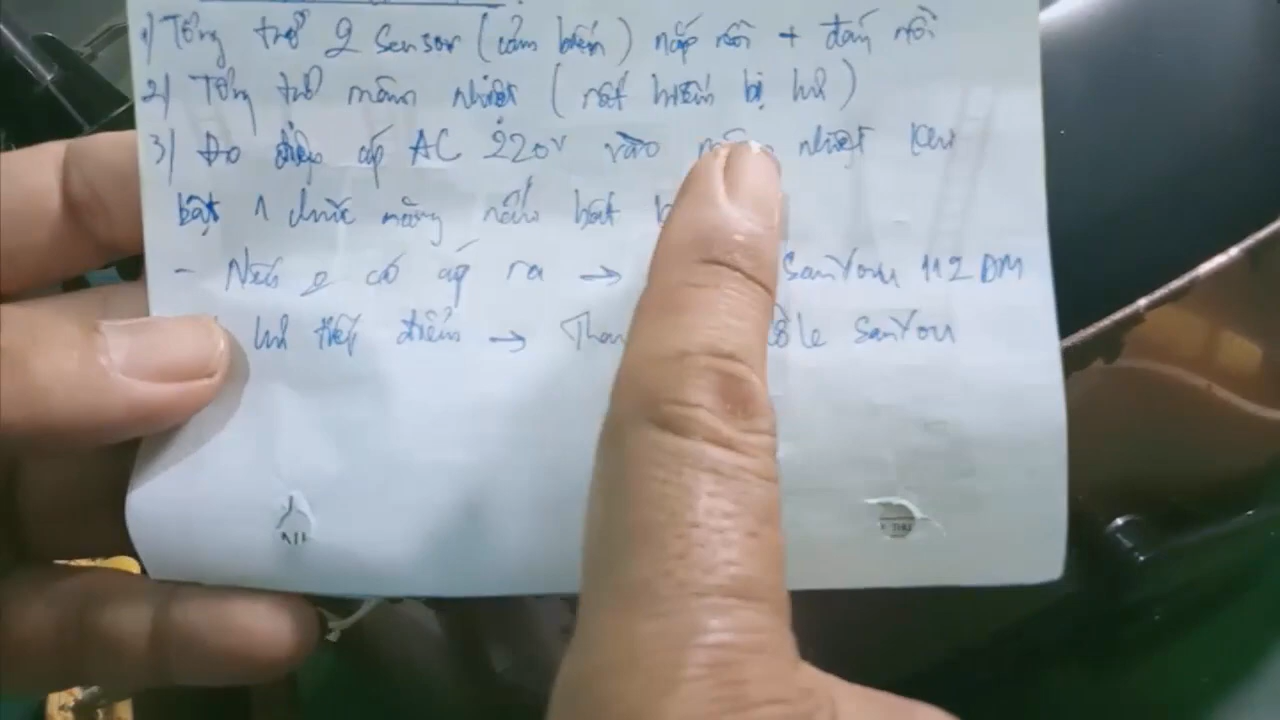 1) Tổng trở 2 Sensor (cảm biến) nắp nồi + đáy nồi
2) Tổng trở mâm nhiệt (rất hiếm bị hư)
3) Đo điện áp AC 220v vào mâm nhiệt khi
bật 1 chức năng nấu bất
- Nếu có áp ra → SanYou 112DM
hư tiếp điểm → SanYou